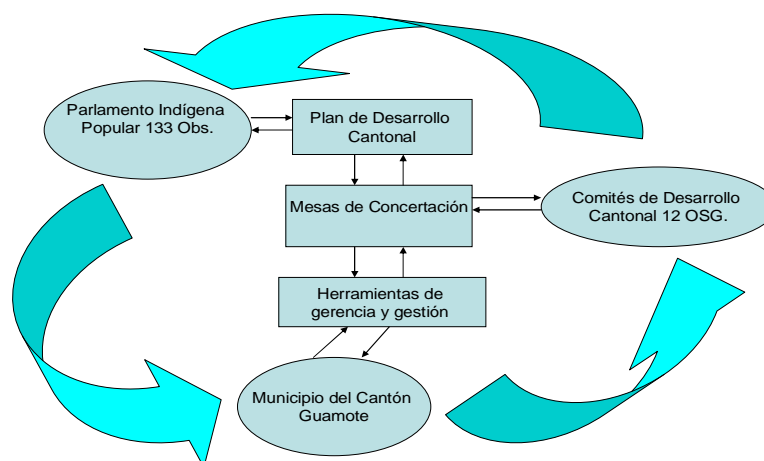 Parlamento Indígena
Popular 133 Obs.
Plan de Desarrollo
Cantonal
Mesas de Concertación
Comités de Desarrollo
Cantonal 12 OSG.
Herramientas de
gerencia y gestión
Municipio del Cantón
Guamote